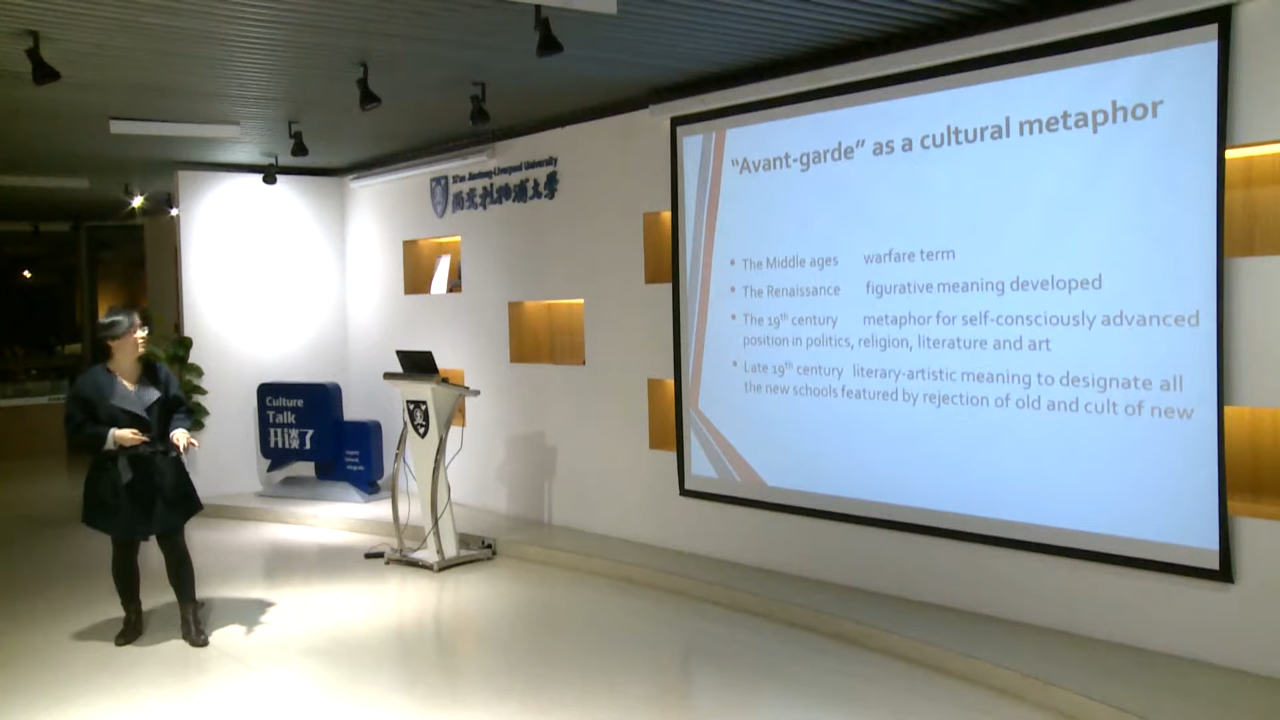 Xi'an Jiaotong-Liverpool University
西交利物浦大学
Culture
Talk
开谈了
"Avant-garde" as a cultural metaphor
• The Middle ages warfare term
• The Renaissance figurative meaning developed
• The 19th century metaphor for self-consciously advanced
position in politics, religion, literature and art
• Late 19th century literary-artistic meaning to designate all
the new schools featured by rejection of old and cult of new